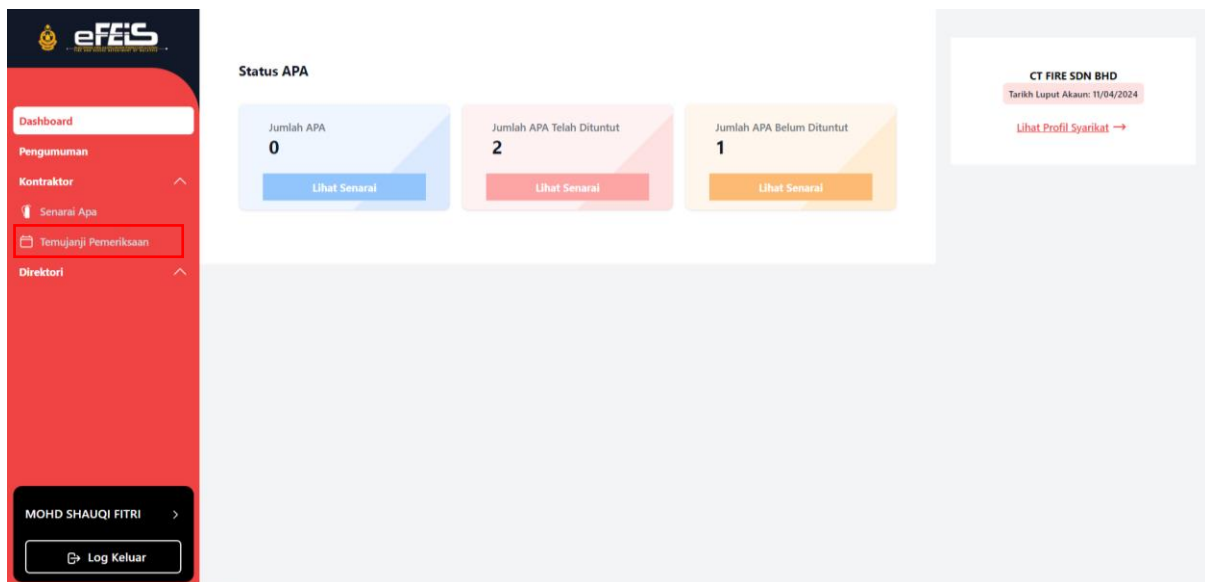 eFEiS
Dashboard
Pengumuman
Kontraktor
Senarai Apa
Temujanji Pemeriksaan
Direktori
MOHD SHAUQI FITRI
Log Keluar
Status APA
Jumlah APA
0
Lihat Senarai
Jumlah APA Telah Dituntut
2
Lihat Senarai
Jumlah APA Belum Dituntut
1
Lihat Senarai
CT FIRE SDN BHD
Tarikh Luput Akaun: 11/04/2024
Lihat Profil Syarikat →